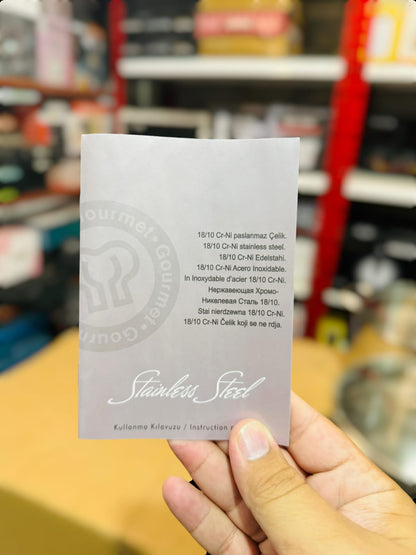 Gourmet • Gourmet • Gourm
18/10 Cr-Ni paslanmaz Çelik.
18/10 Cr-Ni stainless steel.
18/10 Cr-Ni Edelstahl.
18/10 Cr-Ni Acero Inoxidable.
In Inoxydable d'acier 18/10 Cr-Ni.
Нержавеющая Хромо-
Никелевая Сталь 18/10.
Stai nierdzewna 18/10 Cr-Ni.
18/10 Cr-Ni Čelik koji se ne rdja.
Stainless Steel
Kullanma Kılavuzu / Instruction